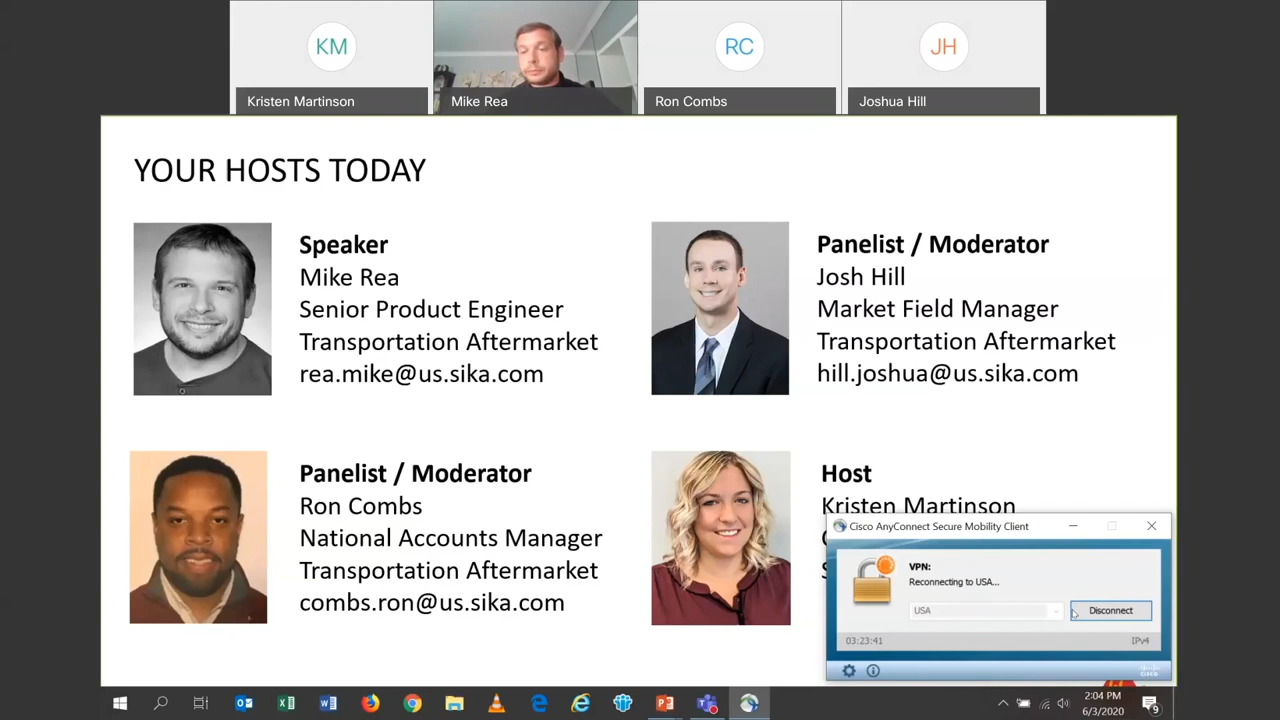 KM
RC
JH
Kristen Martinson
Mike Rea
Ron Combs
Joshua Hill
YOUR HOSTS TODAY
Speaker
Mike Rea
Senior Product Engineer
Transportation Aftermarket
rea.mike@us.sika.com
Panelist / Moderator
Josh Hill
Market Field Manager
Transportation Aftermarket
hill.joshua@us.sika.com
Panelist / Moderator
Ron Combs
National Accounts Manager
Transportation Aftermarket
combs.ron@us.sika.com
Host
Kristen Martinson
Cisco AnyConnect Secure Mobility Client
VPN:
Reconnecting to USA...
USA
Disconnect
03:23:41
IPv4
cisco
2:04 PM
6/3/2020
9